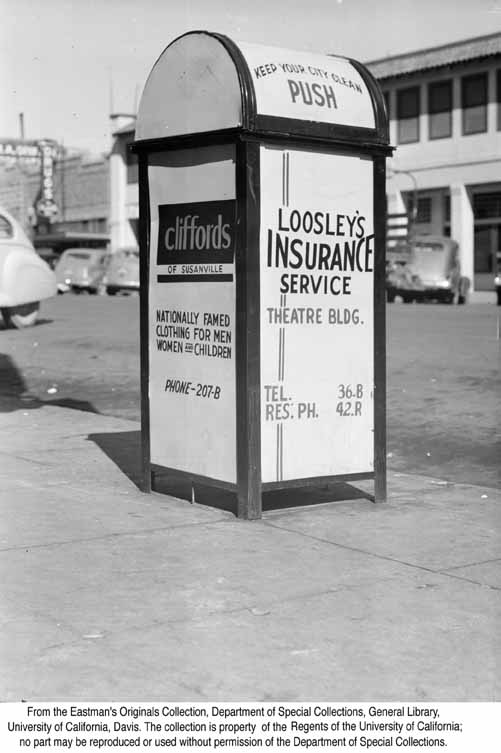 KEEP YOUR CITY CLEAN
PUSH
cliffords
OF SUSANVILLE
NATIONALLY FAMED
CLOTHING FOR MEN
WOMEN AND CHILDREN
PHONE-207-B
LOOSLEY'S
INSURANCE
SERVICE
THEATRE BLDG.
TEL. 36-B
RES. PH. 42-R
From the Eastman's Originals Collection, Department of Special Collections, General Library,
University of California, Davis. The collection is property of the Regents of the University of California;
no part may be reproduced or used without permission of the Department of Special Collections.